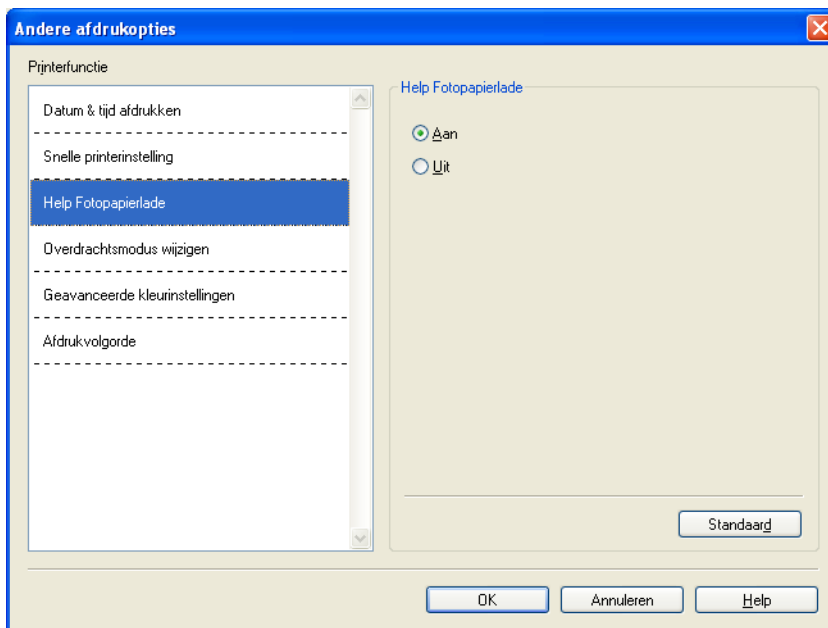 Andere afdrukopties
Printerfunctie
Datum & tijd afdrukken
Snelle printerinstelling
Help Fotopapierlade
Overdrachtsmodus wijzigen
Geavanceerde kleurinstellingen
Afdrukvolgorde
Help Fotopapierlade
Aan
Uit
Standaard
OK
Annuleren
Help